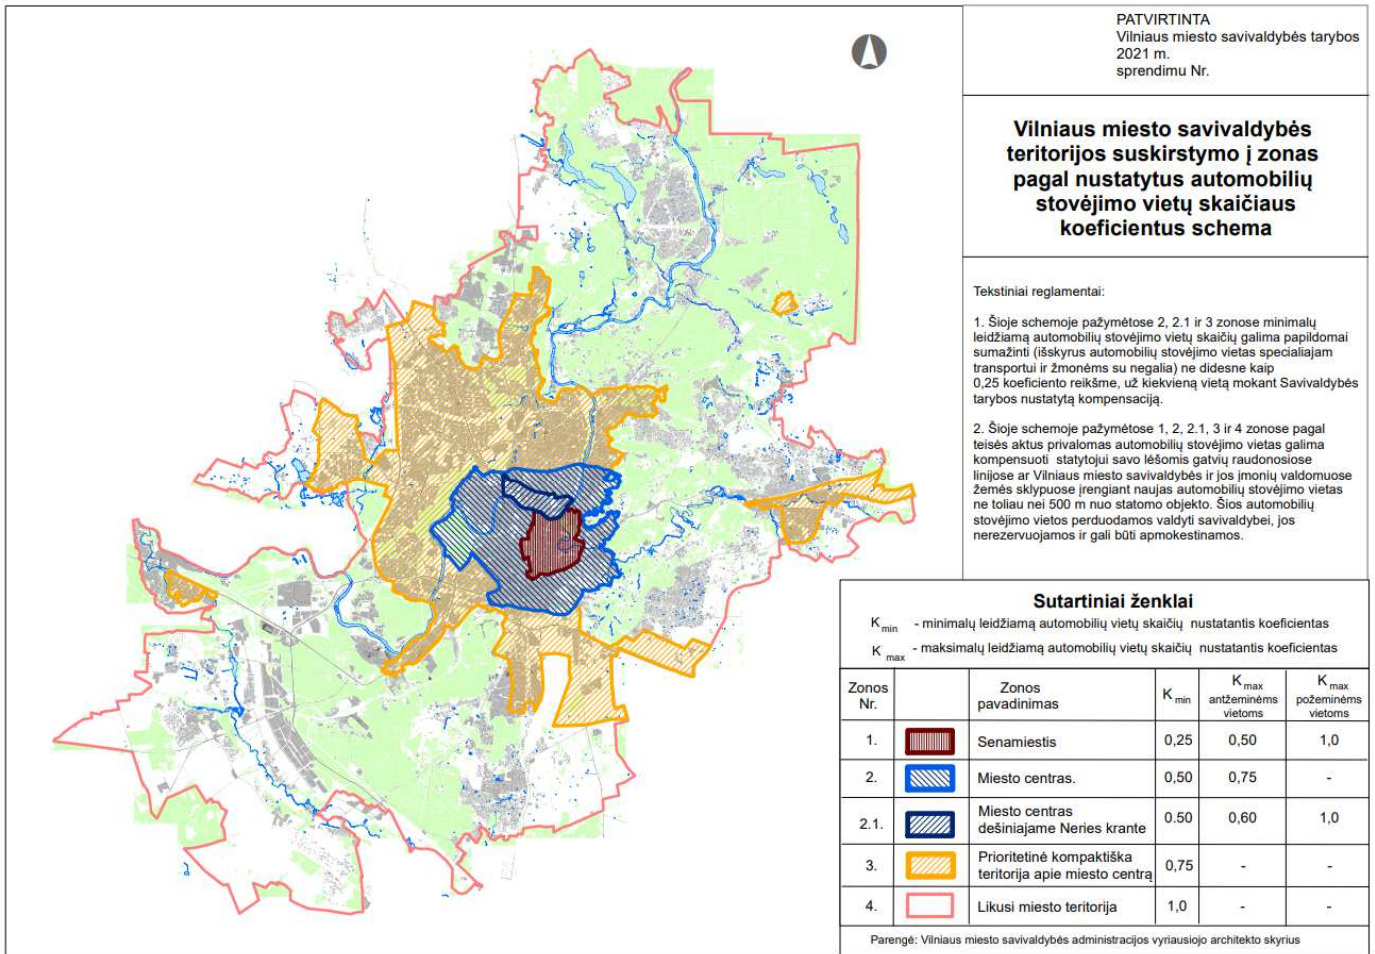 PATVIRTINTA
Vilniaus miesto savivaldybės tarybos
2021 m.
sprendimu Nr.
Vilniaus miesto savivaldybės
teritorijos suskirstymo į zonas
pagal nustatytus automobilių
stovėjimo vietų skaičiaus
koeficientus schema
Tekstiniai reglamentai:
1. Šioje schemoje pažymėtose 2, 2.1 ir 3 zonose minimalų
leidžiamą automobilių stovėjimo vietų skaičių galima papildomai
sumažinti (išskyrus automobilių stovėjimo vietas specialiajam
transportui ir žmonėms su negalia) ne didesne kaip
0,25 koeficiento reikšme, už kiekvieną vietą mokant Savivaldybės
tarybos nustatytą kompensaciją.
2. Šioje schemoje pažymėtose 1, 2, 2.1, 3 ir 4 zonose pagal
teisės aktus privalomas automobilių stovėjimo vietas galima
kompensuoti statytojui savo lėšomis gatvių raudonosiose
linijose ar Vilniaus miesto savivaldybės ir jos įmonių valdomuose
žemės sklypuose įrengiant naujas automobilių stovėjimo vietas
ne toliau nei 500 m nuo statomo objekto. Šios automobilių
stovėjimo vietos perduodamos valdyti savivaldybei, jos
nerezervuojamos ir gali būti apmokestinamos.
Sutartiniai ženklai
K min - minimalų leidžiamą automobilių vietų skaičių nustatantis koeficientas
K max - maksimalų leidžiamą automobilių vietų skaičių nustatantis koeficientas
Zonos Nr. Zonos pavadinimas K min K max antžeminėms vietoms K max požeminėms vietoms
1. Senamiestis 0,25 0,50 1,0
2. Miesto centras. 0,50 0,75 -
2.1. Miesto centras dešiniajame Neries krante 0.50 0,60 1,0
3. Prioritetinė kompaktiška teritorija apie miesto centrą 0,75 - -
4. Likusi miesto teritorija 1,0 - -
Parengė: Vilniaus miesto savivaldybės administracijos vyriausiojo architekto skyrius